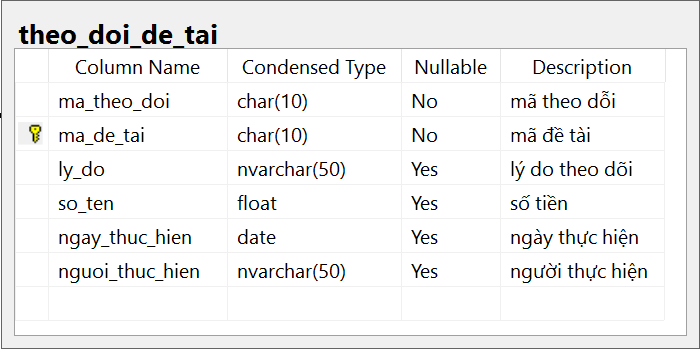 theo_doi_de_tai
Column Name Condensed Type Nullable Description
ma_theo_doi char(10) No mã theo dỗi
ma_de_tai char(10) No mã đề tài
ly_do nvarchar(50) Yes lý do theo dõi
so_ten float Yes số tiền
ngay_thuc_hien date Yes ngày thực hiện
nguoi_thuc_hien nvarchar(50) Yes người thực hiện